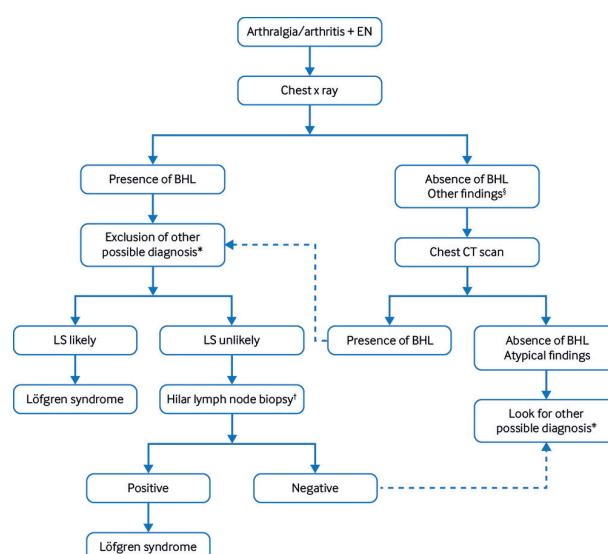 Arthralgia/arthritis + EN
Chest x ray
Presence of BHL
Absence of BHL
Other findings§
Exclusion of other
possible diagnosis*
Chest CT scan
LS likely
LS unlikely
Presence of BHL
Absence of BHL
Atypical findings
Löfgren syndrome
Hilar lymph node biopsy†
Look for other
possible diagnosis*
Positive
Negative
Löfgren syndrome